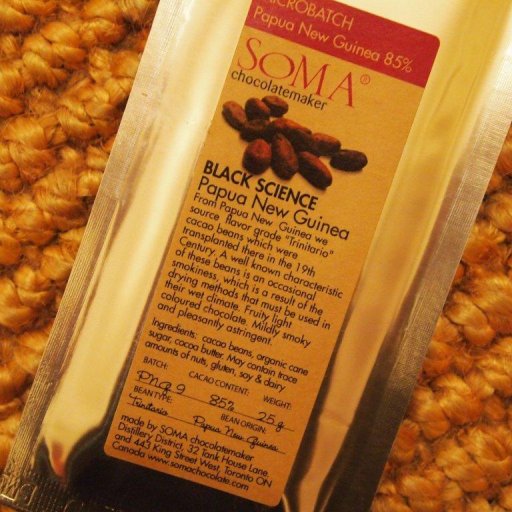 MICROBATCH
Papua New Guinea 85%
SOMA®
chocolatemaker
BLACK SCIENCE
Papua New Guinea
From Papua New Guinea we
source flavor grade "Trinitario"
cacao beans which were
transplanted there in the 19th
Century. A well known characteristic
of these beans is an occasional
smokiness, which is a result of the
drying methods that must be used in
their wet climate. Fruity light
coloured chocolate. Mildly smoky
and pleasantly astringent.
Ingredients: cacao beans, organic cane
sugar, cocoa butter. May contain trace
amounts of nuts, gluten, soy & dairy.
BATCH: CACAO CONTENT: WEIGHT:
PNG 9 85% 25g
BEAN TYPE: BEAN ORIGIN:
Trinitario Papua New Guinea
made by SOMA chocolatemaker
Distillery District, 32 Tank House Lane
and 443 King Street West, Toronto ON
Canada www.somachocolate.com